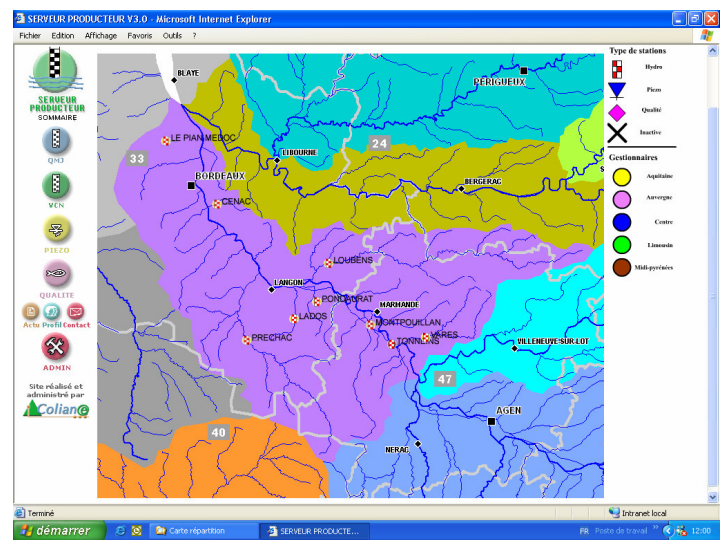 SERVEUR PRODUCTEUR V3.0 - Microsoft Internet Explorer
Fichier Edition Affichage Favoris Outils ?
SERVEUR
PRODUCTEUR
SOMMAIRE
QMJ
VCN
PIEZO
QUALITE
Actu Profil Contact
ADMIN
Site réalisé et
administré par
Coliane
BLAYE
PÉRIGUEUX
LE PIAN MEDOC
24
33
LIBOURNE
BORDEAUX
BERGERAC
CENAC
LOUBENS
LANGON
PONDAURAT
MARMANDE
LADOS
MONTPOUILLAN
PRECHAC
VARES
TONNEINS
VILLENEUVE SUR LOT
47
AGEN
40
NERAC
Type de stations
Hydro
Piezo
Qualité
Inactive
Gestionnaires
Aquitaine
Auvergne
Centre
Limousin
Midi-pyrénées
Terminé
Intranet local
démarrer
Carte répartition
SERVEUR PRODUCTE...
FR Poste de travail » 12:00